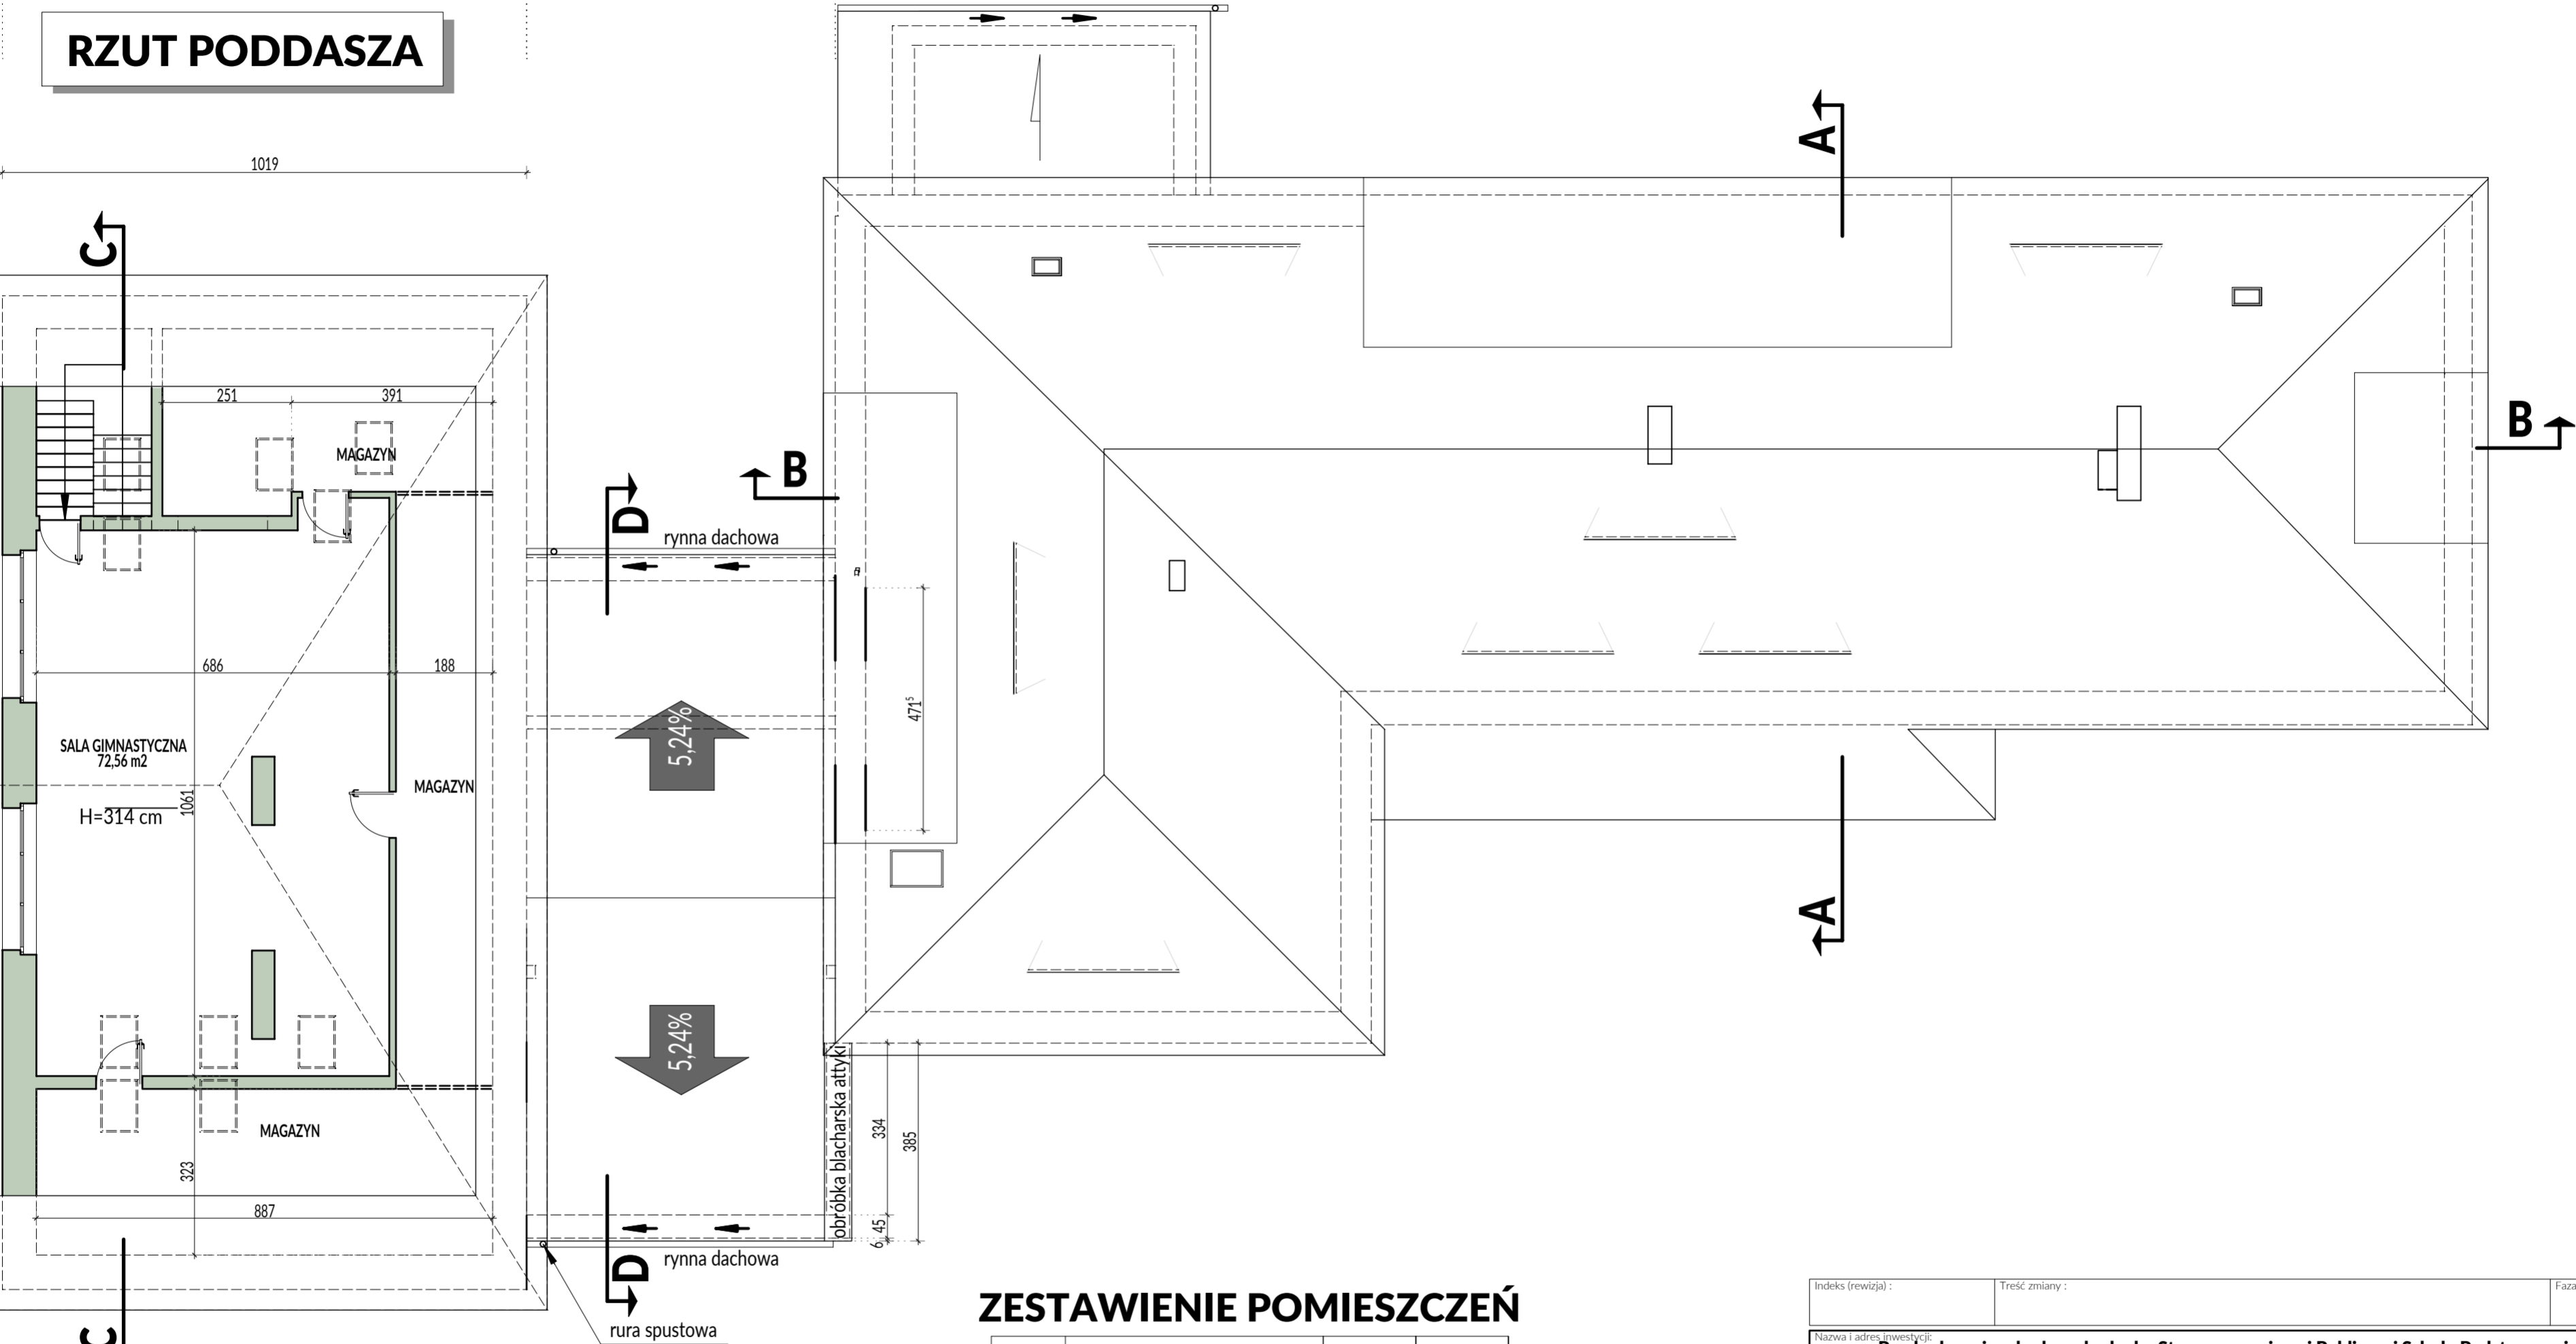 RZUT PODDASZA
1019
A
C
251
391
MAGAZYN
B
B
D
rynna dachowa
686
188
471⁵
5,24%
SALA GIMNASTYCZNA
72,56 m2
MAGAZYN
1061
H=314 cm
A
5,24%
obróbka blacharska attyki
MAGAZYN
334
385
323
887
45
6
rynna dachowa
D
C
rura spustowa
ZESTAWIENIE POMIESZCZEŃ
Indeks (rewizja) :
Treść zmiany :
Faza
Nazwa i adres inwestycji: